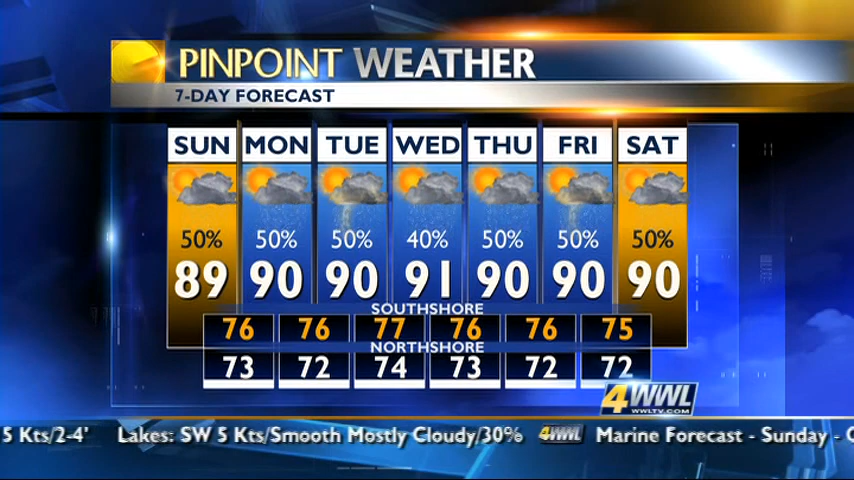 PINPOINT WEATHER
7-DAY FORECAST
SUN MON TUE WED THU FRI SAT
50% 50% 50% 40% 50% 50% 50%
89 90 90 91 90 90 90
SOUTHSHORE
76 76 77 76 76 75
NORTHSHORE
73 72 74 73 72 72
4WWL
WWLTV.COM
5 Kts/2-4' Lakes: SW 5 Kts/Smooth Mostly Cloudy/30% 4WWL Marine Forecast - Sunday -